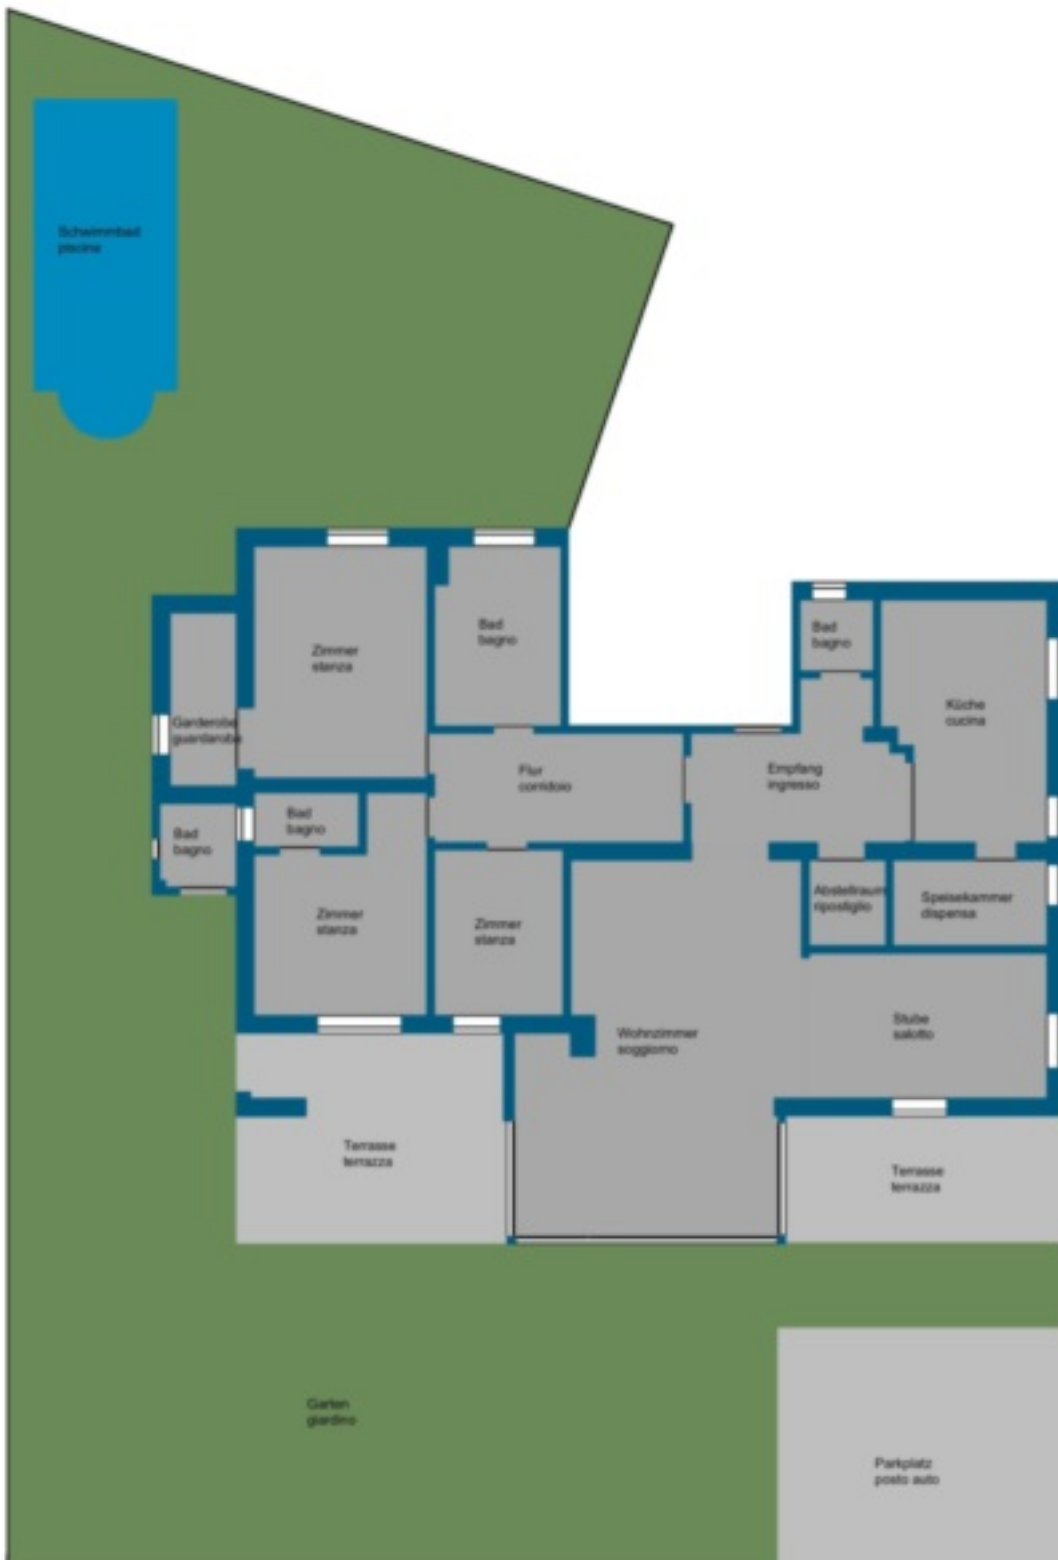 Schwimmbad
piscina
Zimmer
stanza
Bad
bagno
Bad
bagno
Garderobe
guardaroba
Küche
cucina
Flur
corridoio
Empfang
ingresso
Bad
bagno
Bad
bagno
Zimmer
stanza
Zimmer
stanza
Abstellraum
ripostiglio
Speisekammer
dispensa
Wohnzimmer
soggiorno
Stube
salotto
Terrasse
terrazza
Terrasse
terrazza
Garten
giardino
Parkplatz
posto auto